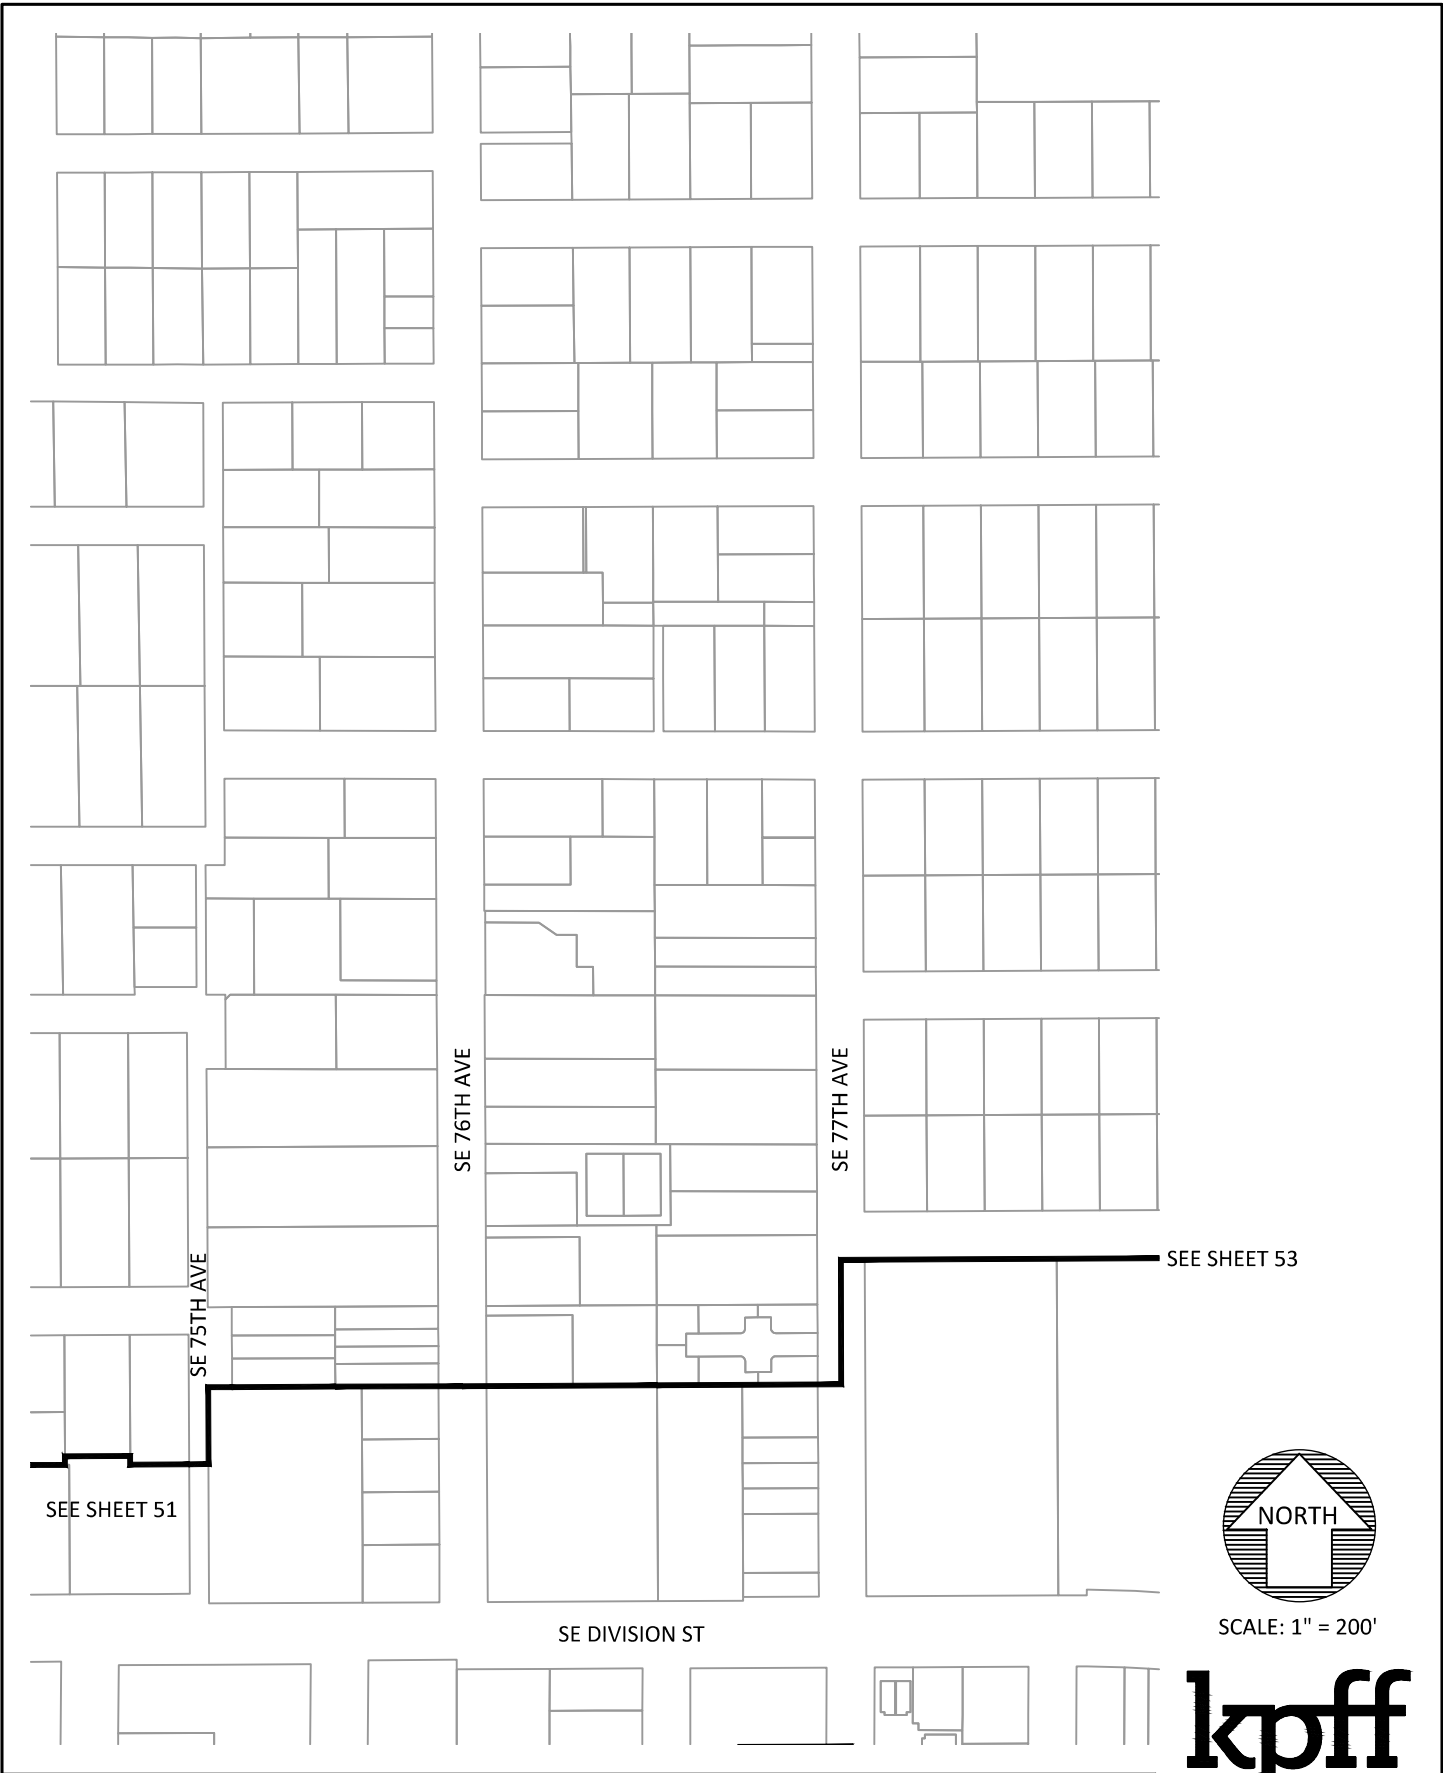 SE 76TH AVE
SE 77TH AVE
SE 75TH AVE
SEE SHEET 53
SEE SHEET 51
NORTH
SCALE: 1" = 200'
SE DIVISION ST
kpff